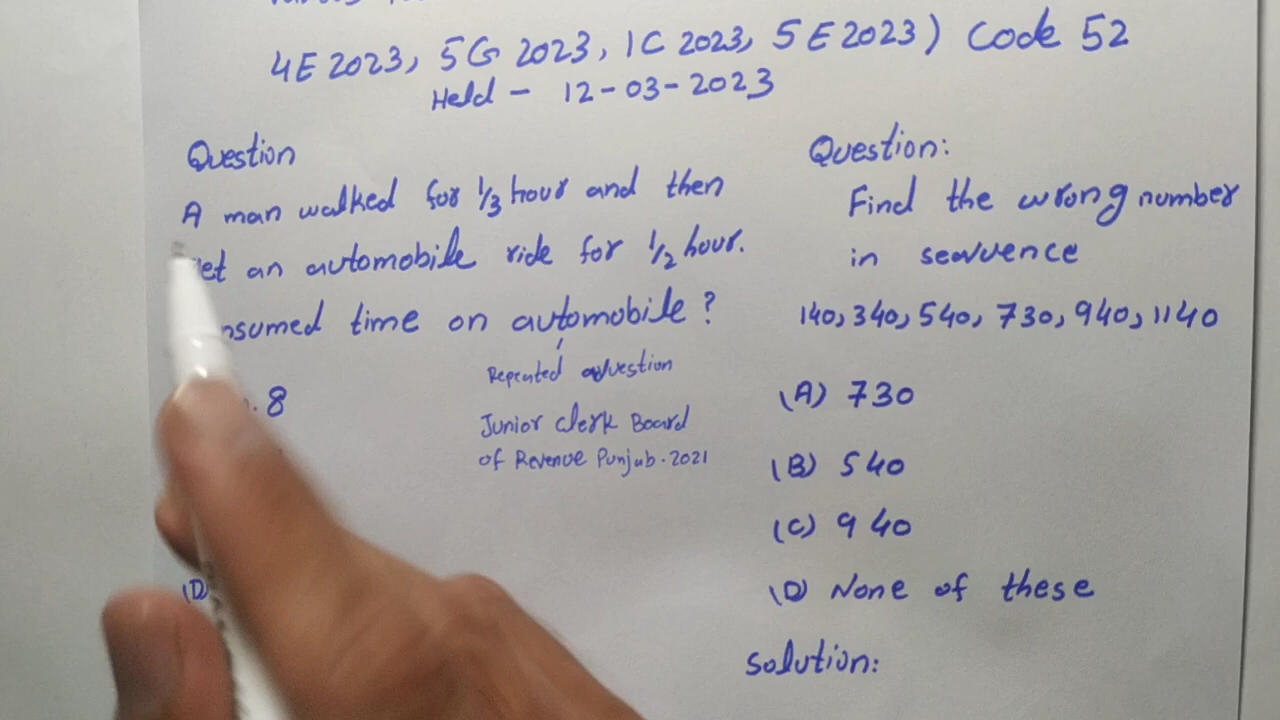 4E 2023, 5G 2023, 1C 2023, 5E 2023) Code 52
Held - 12-03-2023
Question
A man walked for 1/3 hour and then
an automobile ride for 1/2 hour.
time on automobile ?
Repeated question
Junior Clerk Board
of Revenue Punjab. 2021
8
(D)
Question:
Find the wrong number
in sequence
140, 340, 540, 730, 940, 1140
(A) 730
(B) 540
(C) 940
(D) None of these
Solution: